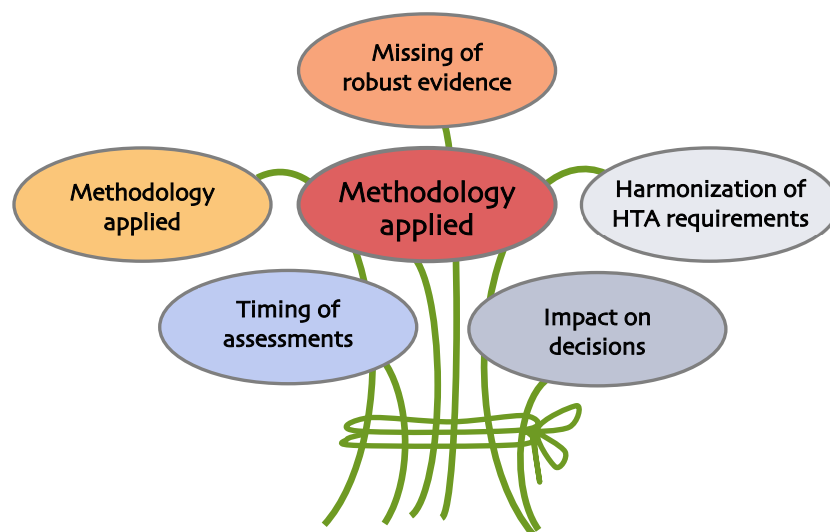 Missing of
robust evidence
Methodology
applied
Methodology
applied
Harmonization of
HTA requirements
Timing of
assessments
Impact on
decisions